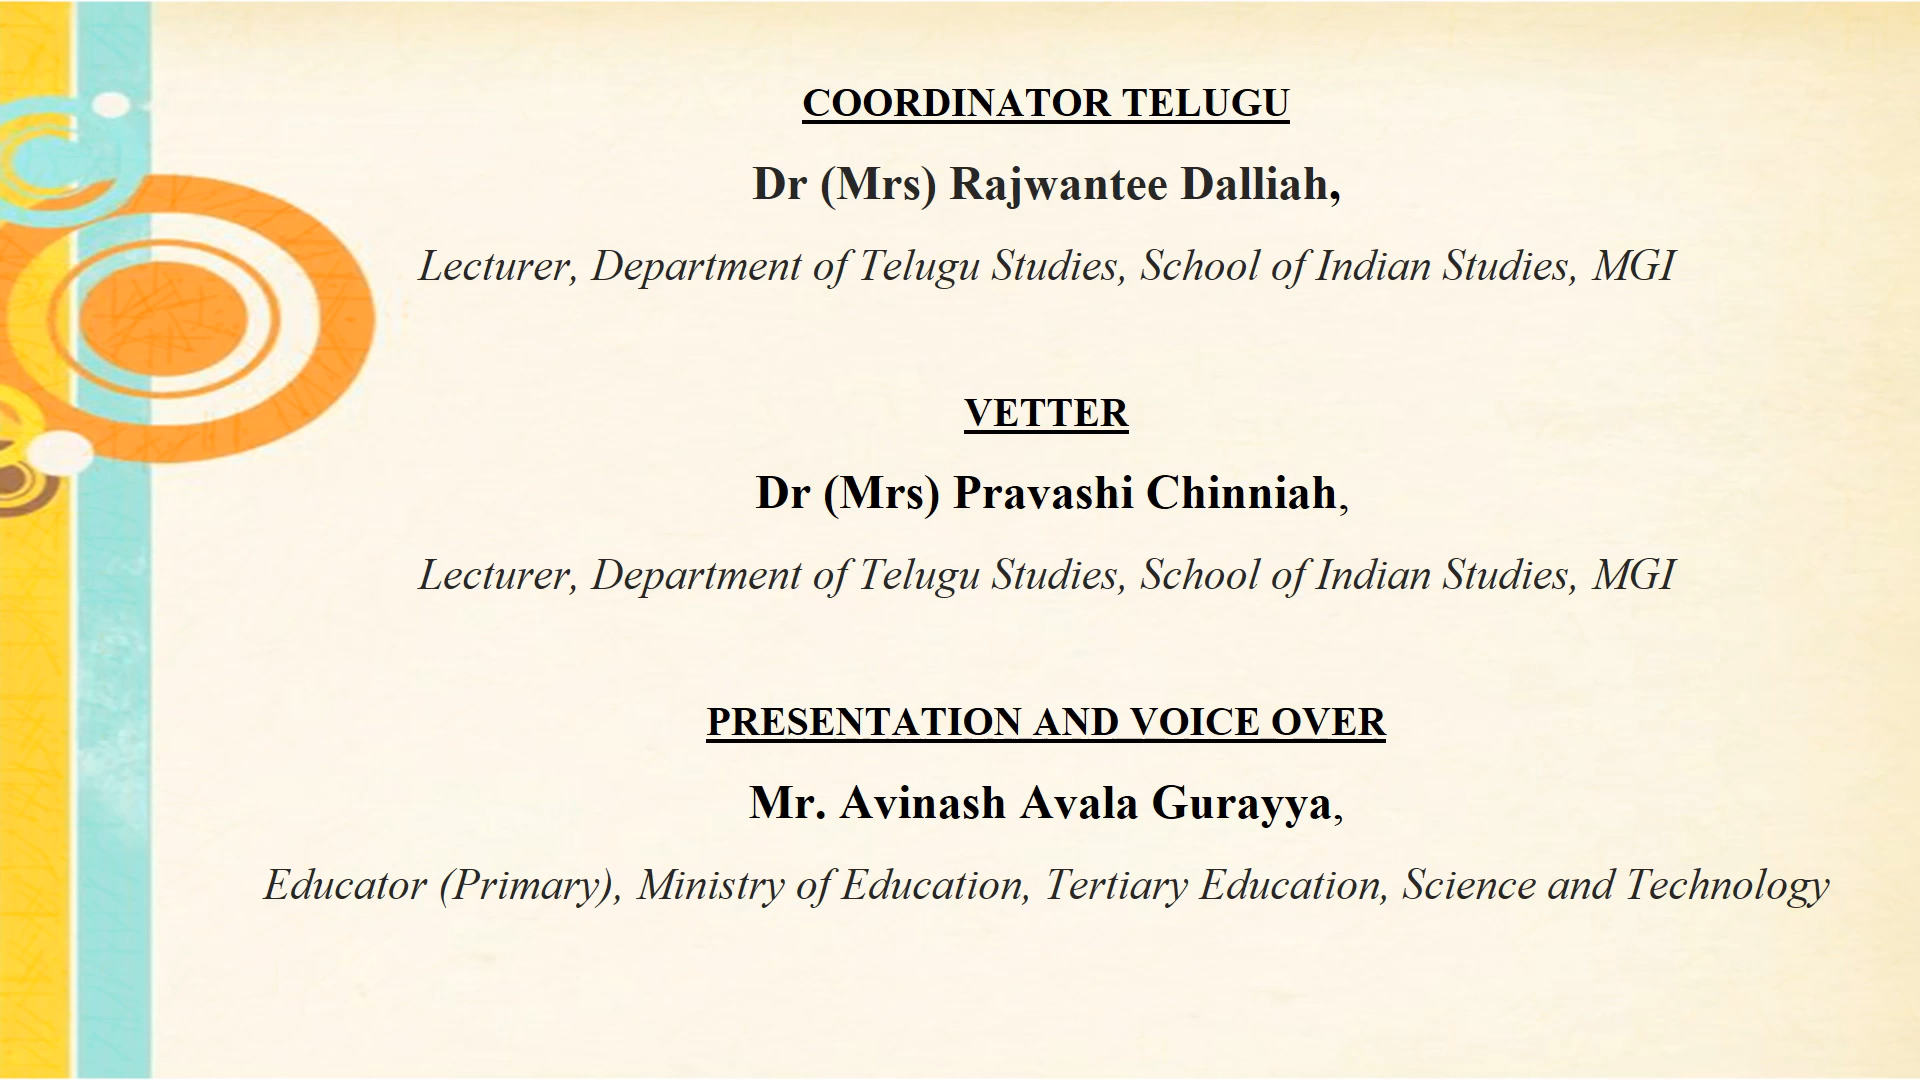 COORDINATOR TELUGU
Dr (Mrs) Rajwantee Dalliah,
Lecturer, Department of Telugu Studies, School of Indian Studies, MGI
VETTER
Dr (Mrs) Pravashi Chinniah,
Lecturer, Department of Telugu Studies, School of Indian Studies, MGI
PRESENTATION AND VOICE OVER
Mr. Avinash Avala Gurayya,
Educator (Primary), Ministry of Education, Tertiary Education, Science and Technology